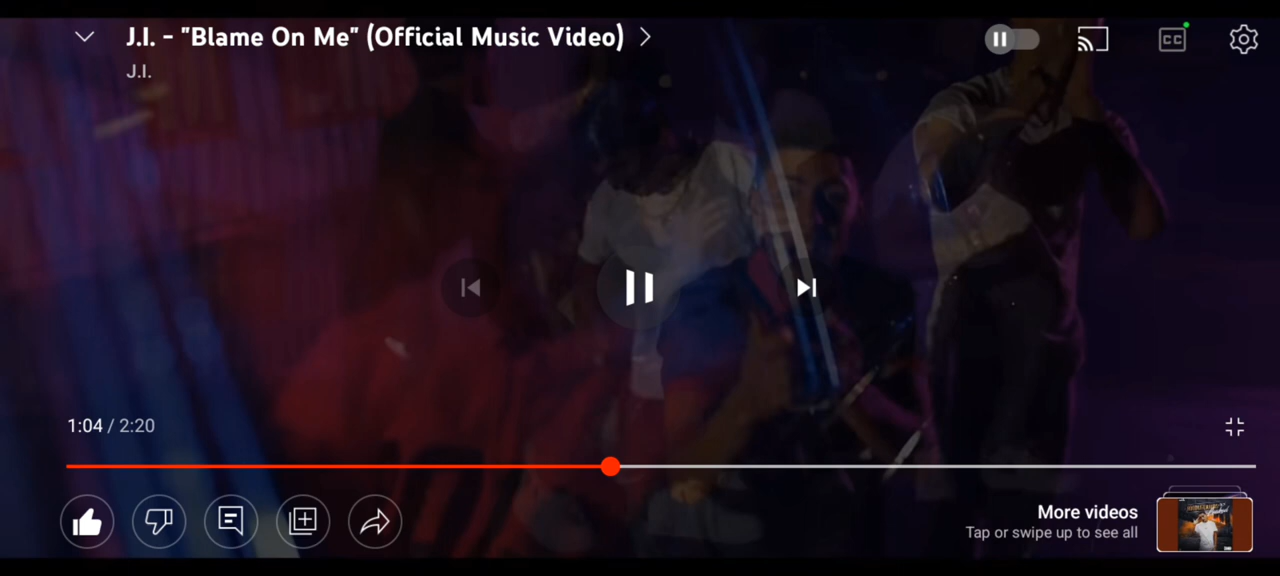 J.I. - "Blame On Me" (Official Music Video)
J.I.
CC
1:04 / 2:20
More videos
Tap or swipe up to see all